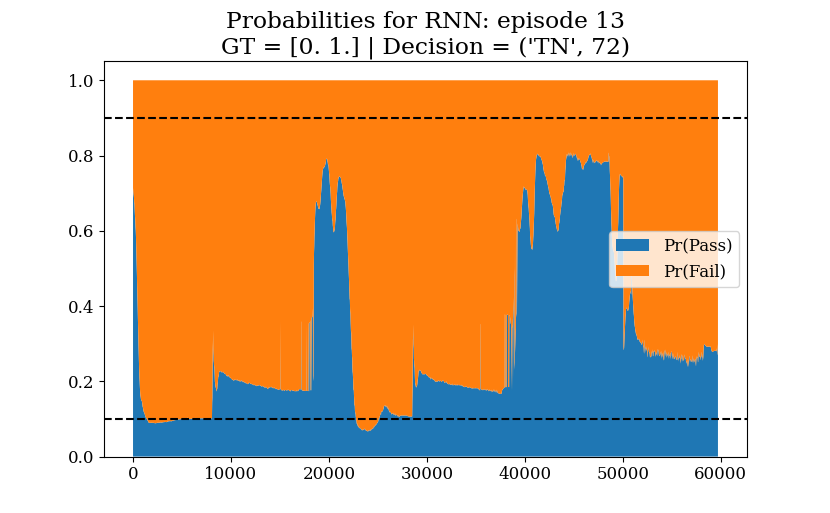 Probabilities for RNN: episode 13
GT = [0. 1.] | Decision = ('TN', 72)
1.0
0.8
0.6
0.4
0.2
0.0
Pr(Pass)
Pr(Fail)
0 10000 20000 30000 40000 50000 60000